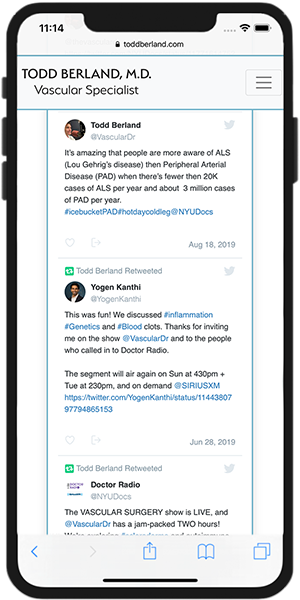 11:14
toddberland.com
TODD BERLAND, M.D.
Vascular Specialist
Todd Berland
@VascularDr
It's amazing that people are more aware of ALS
(Lou Gehrig's disease) then Peripheral Arterial
Disease (PAD) when there's fewer then 20K
cases of ALS per year and about 3 million cases
of PAD per year.
#icebucketPAD#hotdaycoldleg@NYUDocs
Aug 18, 2019
Todd Berland Retweeted
Yogen Kanthi
@YogenKanthi
This was fun! We discussed #inflammation
#Genetics and #Blood clots. Thanks for inviting
me on the show @VascularDr and to the people
who called in to Doctor Radio.
The segment will air again on Sun at 430pm +
Tue at 230pm, and on demand @SIRIUSXM
https://twitter.com/YogenKanthi/status/11443807
97794865153
Jun 28, 2019
Todd Berland Retweeted
Doctor Radio
@NYUDocs
The VASCULAR SURGERY show is LIVE, and
@VascularDr has a jam-packed TWO hours!